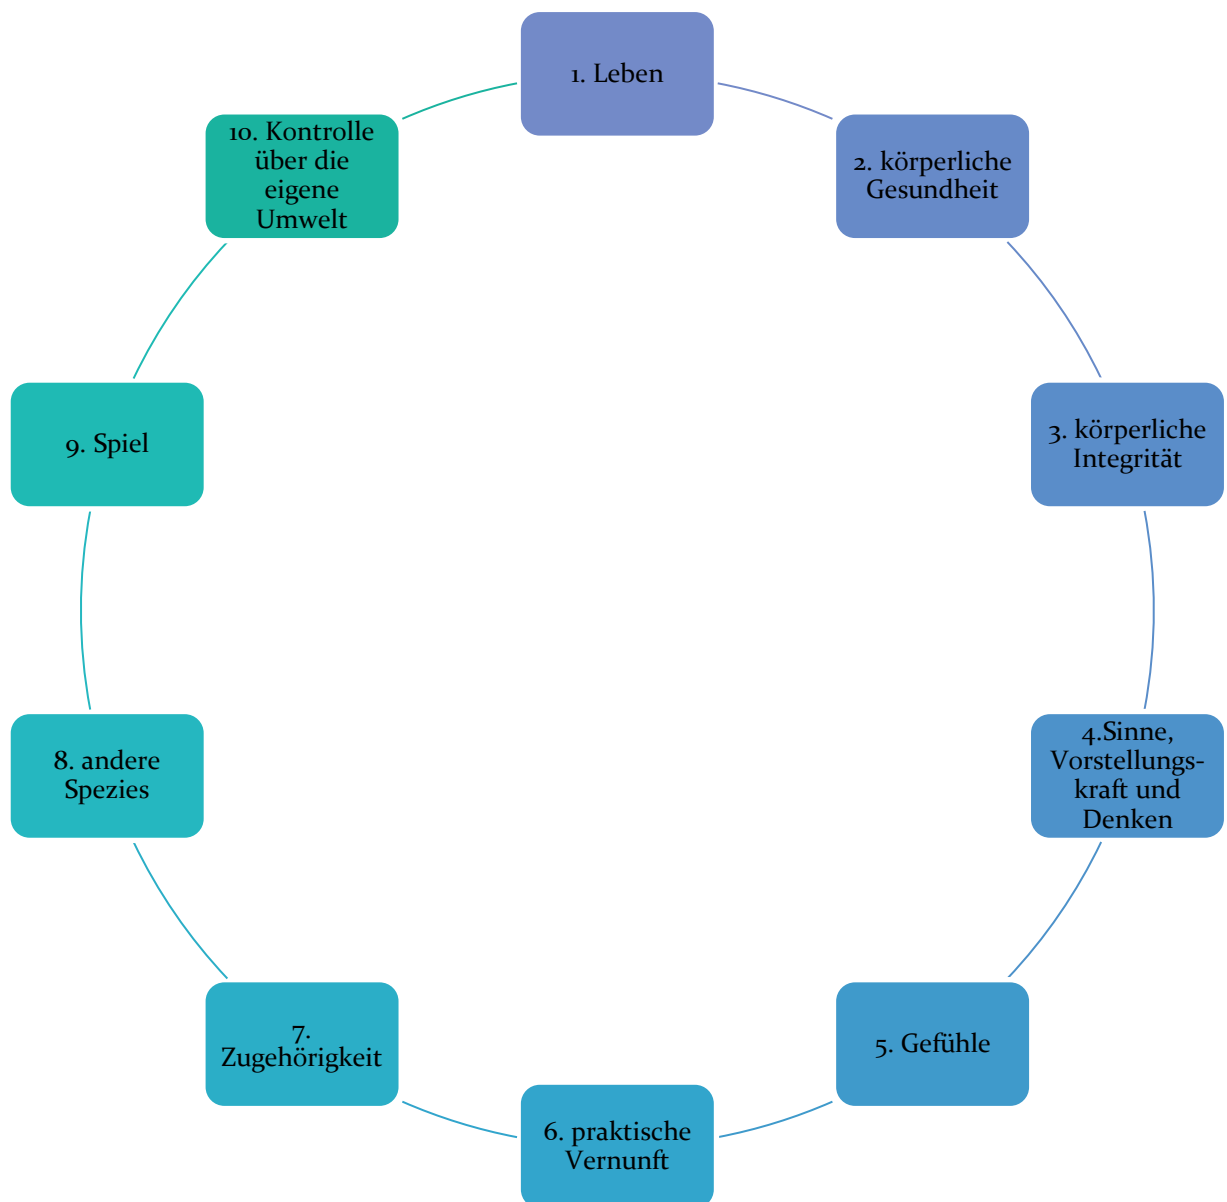 1. Leben
2. körperliche
Gesundheit
3. körperliche
Integrität
4.Sinne,
Vorstellungs-
kraft und
Denken
5. Gefühle
6. praktische
Vernunft
7.
Zugehörigkeit
8. andere
Spezies
9. Spiel
10. Kontrolle
über die
eigene
Umwelt